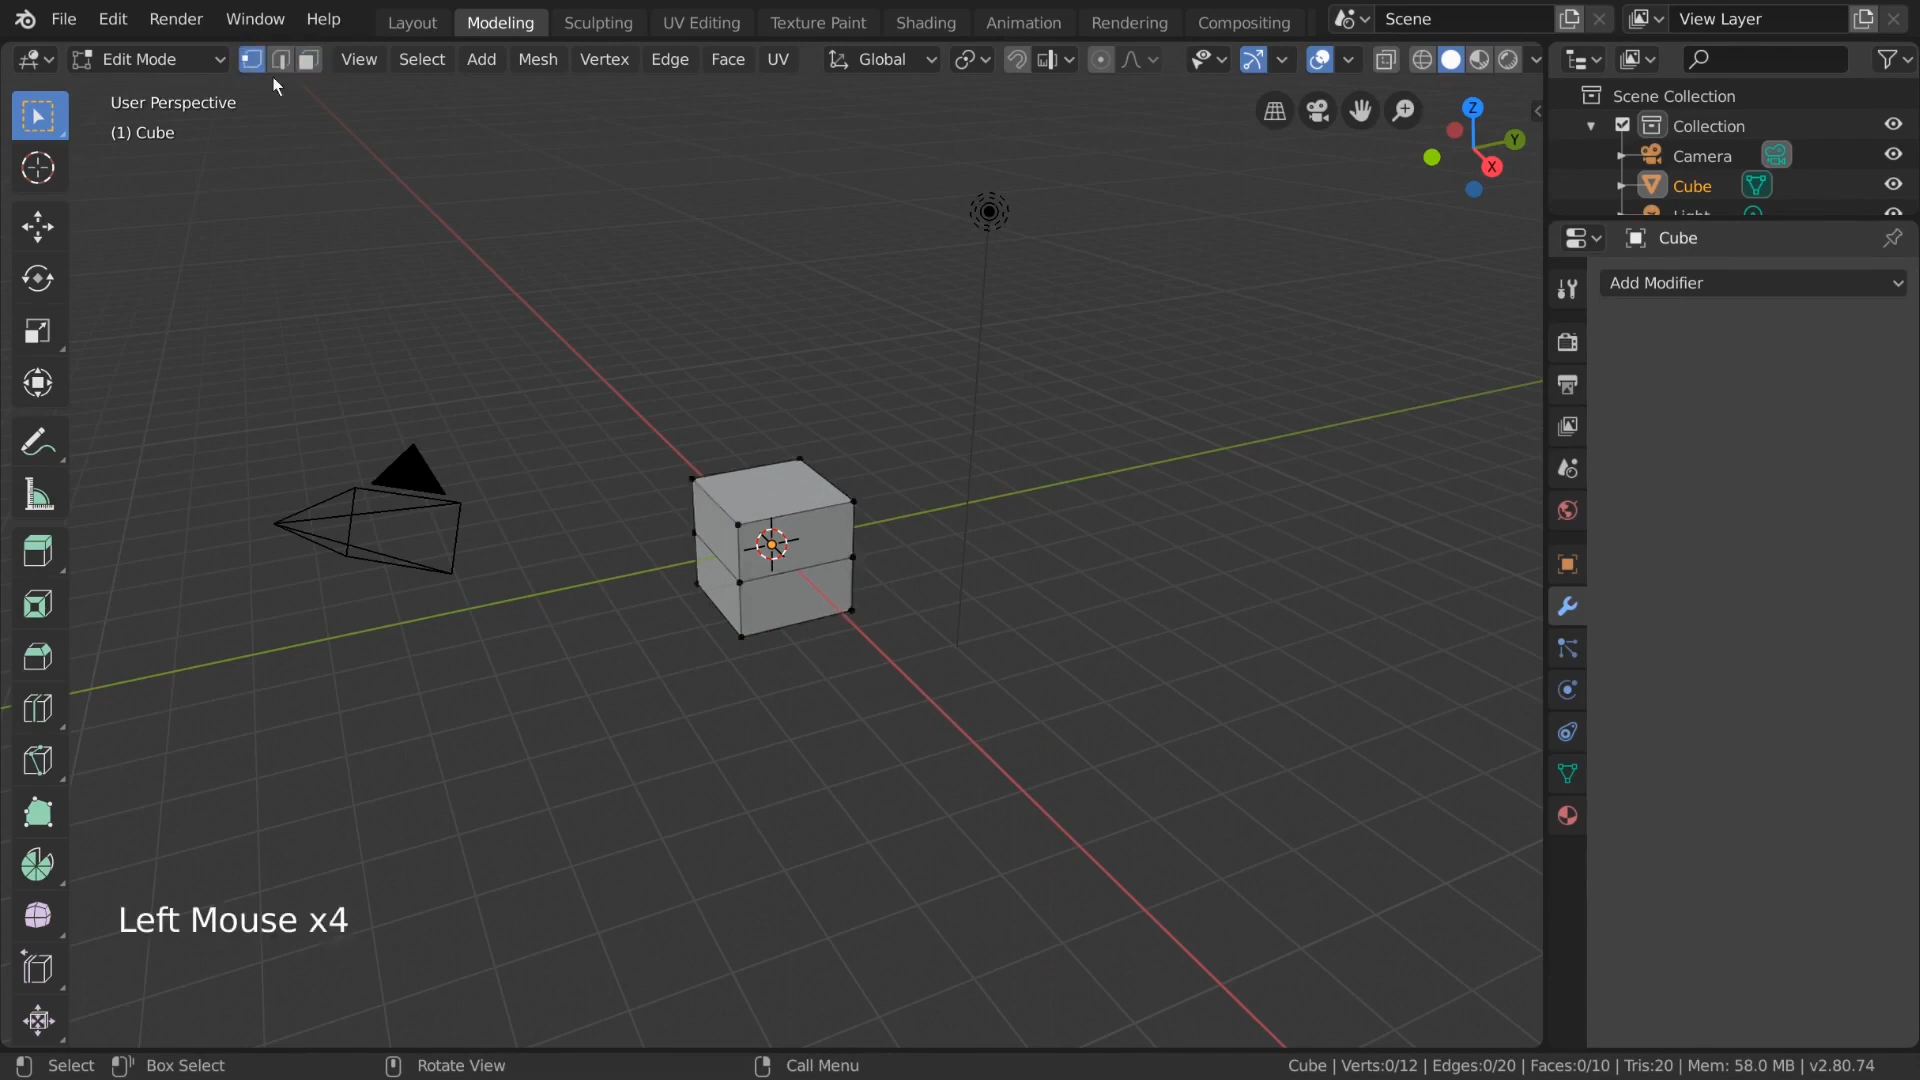 File Edit Render Window Help Layout Modeling Sculpting UV Editing Texture Paint Shading Animation Rendering Compositing Scene View Layer
Edit Mode View Select Add Mesh Vertex Edge Face UV Global
User Perspective
(1) Cube
Z
Y
X
Scene Collection
Collection
Camera
Cube
Light
Cube
Add Modifier
Left Mouse x4
Select Box Select Rotate View Call Menu Cube | Verts:0/12 | Edges:0/20 | Faces:0/10 | Tris:20 | Mem: 58.0 MB | v2.80.74